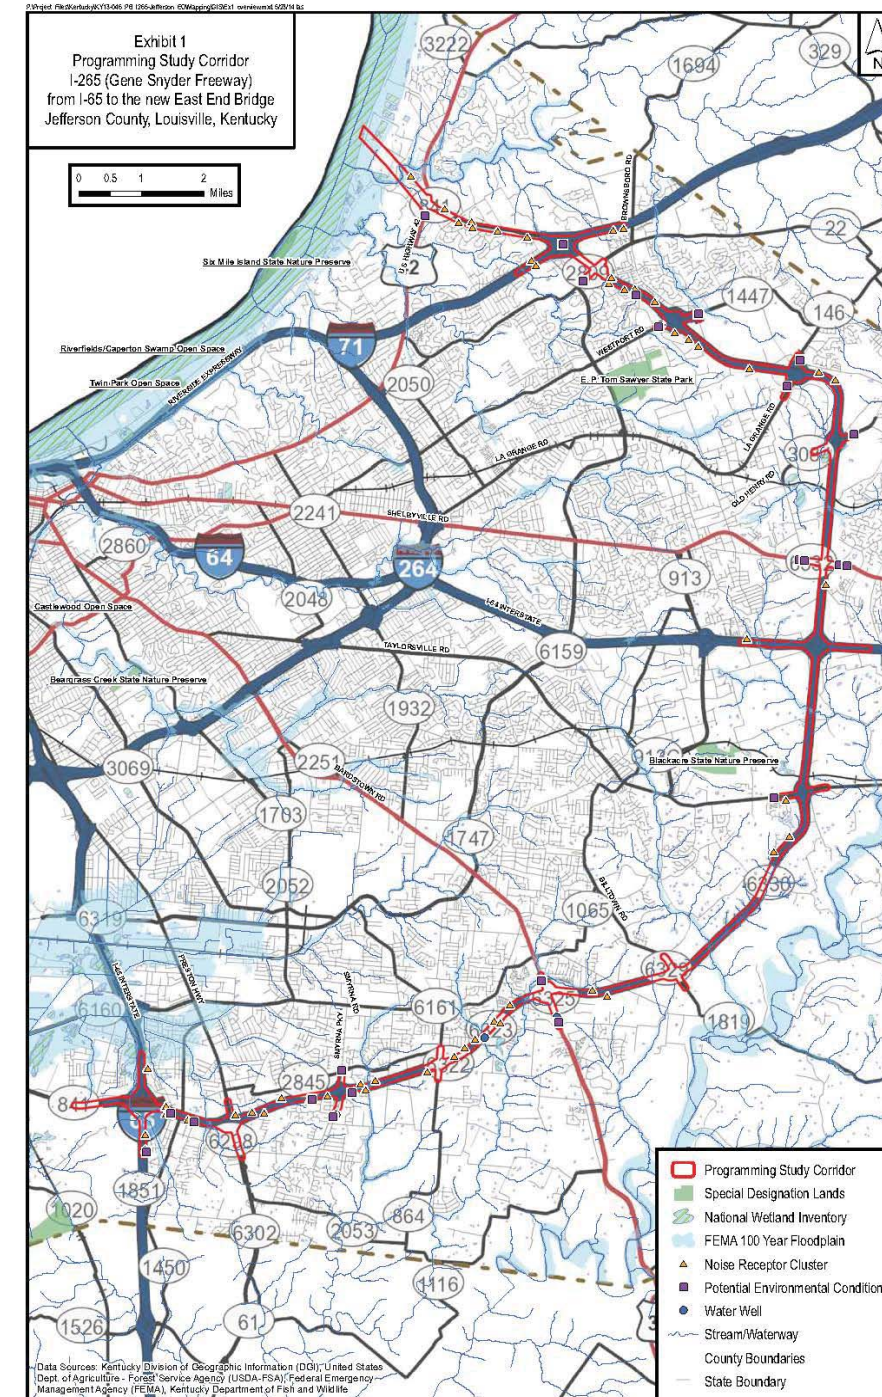 Exhibit 1
Programming Study Corridor
I-265 (Gene Snyder Freeway)
from I-65 to the new East End Bridge
Jefferson County, Louisville, Kentucky
0 0.5 1 2
Miles
N
3222
1694
329
BROWNSBORO RD
22
US HIGHWAY 42
Six Mile Island State Nature Preserve
1447
146
WESTPORT RD
71
Riverfields/Caperton Swamp Open Space
RIVERSIDE EXPRESSWAY
Twin Park Open Space
2050
E. P. Tom Sawyer State Park
LA GRANGE RD
LA GRANGE RD
OLD HENRY RD
2241
SHELBYVILLE RD
2860
64
264
913
2048
I-64 INTERSTATE
Castlewood Open Space
TAYLORSVILLE RD
6159
Beargrass Creek State Nature Preserve
1932
3069
2251
BARDSTOWN RD
Blackacre State Nature Preserve
1703
1747
2052
BILLTOWN RD
1065
6319
I-65 INTERSTATE
PRESTON HWY
SMYRNA RD
6160
6161
1819
SMYRNA PKY
2845
1851
1020
6302
2053
864
1450
1116
1526
61
Programming Study Corridor
Special Designation Lands
National Wetland Inventory
FEMA 100 Year Floodplain
Noise Receptor Cluster
Potential Environmental Condition
Water Well
Stream/Waterway
County Boundaries
State Boundary
Data Sources: Kentucky Division of Geographic Information (DGI), United States
Dept. of Agriculture - Forest Service Agency (USDA-FSA), Federal Emergency
Management Agency (FEMA), Kentucky Department of Fish and Wildlife